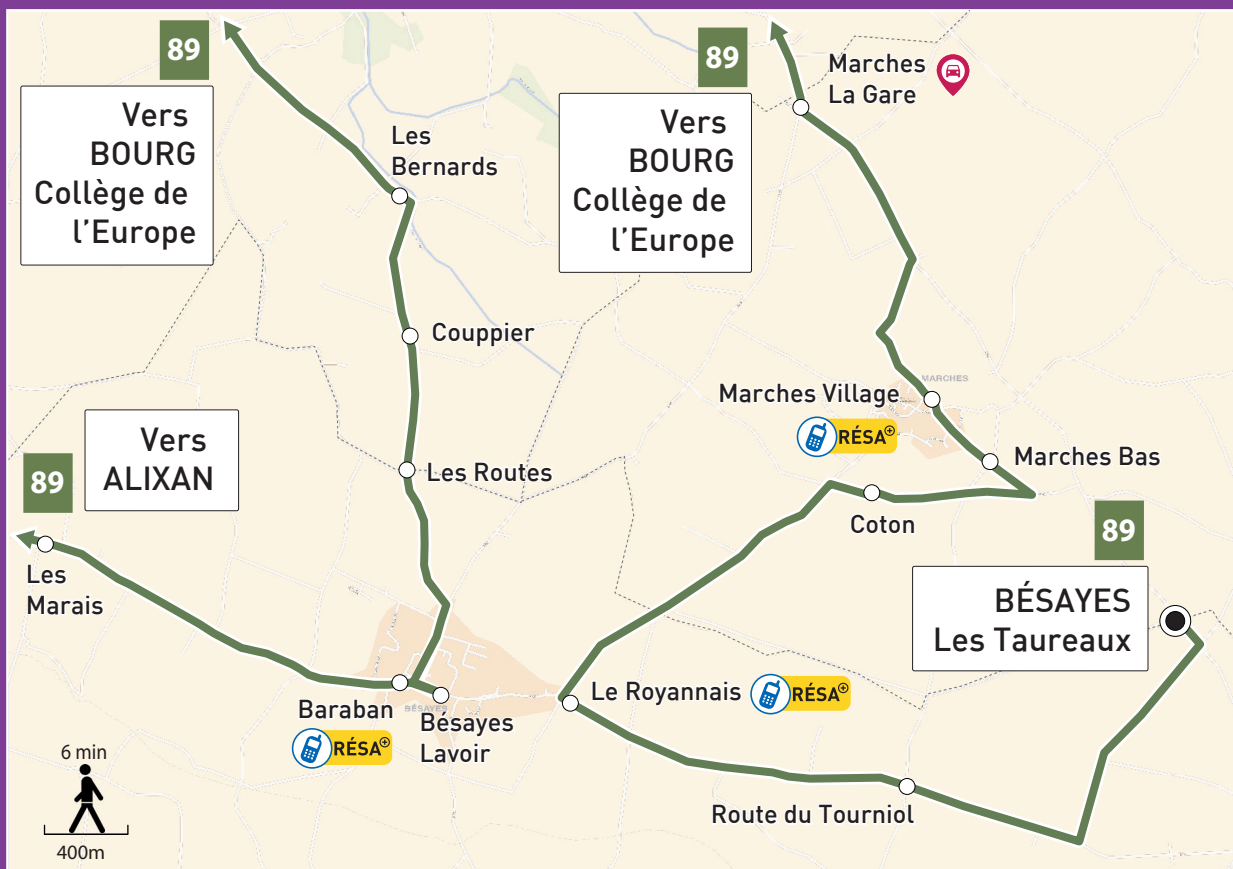 89
Vers
BOURG
Collège de
l'Europe
Les
Bernards
89
Vers
BOURG
Collège de
l'Europe
Marches
La Gare
Couppier
MARCHES
Marches Village
RÉSA⊕
Marches Bas
Vers
ALIXAN
89
Les Routes
Coton
89
BÉSAYES
Les Taureaux
Les
Marais
Le Royannais
RÉSA⊕
Baraban
BÉSAYES
Bésayes
Lavoir
RÉSA⊕
Route du Tourniol
6 min
400m